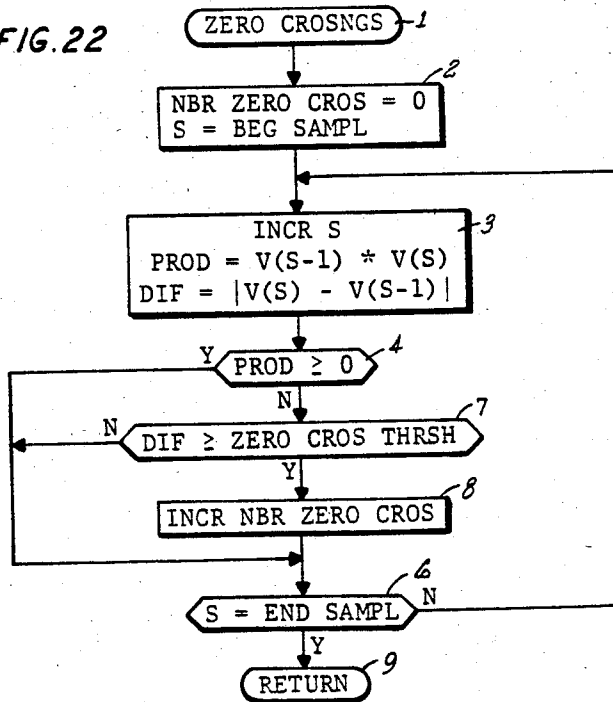 FIG.22
ZERO CROSNGS
1
2
NBR ZERO CROS = 0
S = BEG SAMPL
3
INCR S
PROD = V(S-1) * V(S)
DIF = |V(S) - V(S-1)|
4
Y
PROD ≥ 0
N
7
N
DIF ≥ ZERO CROS THRSH
Y
8
INCR NBR ZERO CROS
6
S = END SAMPL
N
Y
9
RETURN